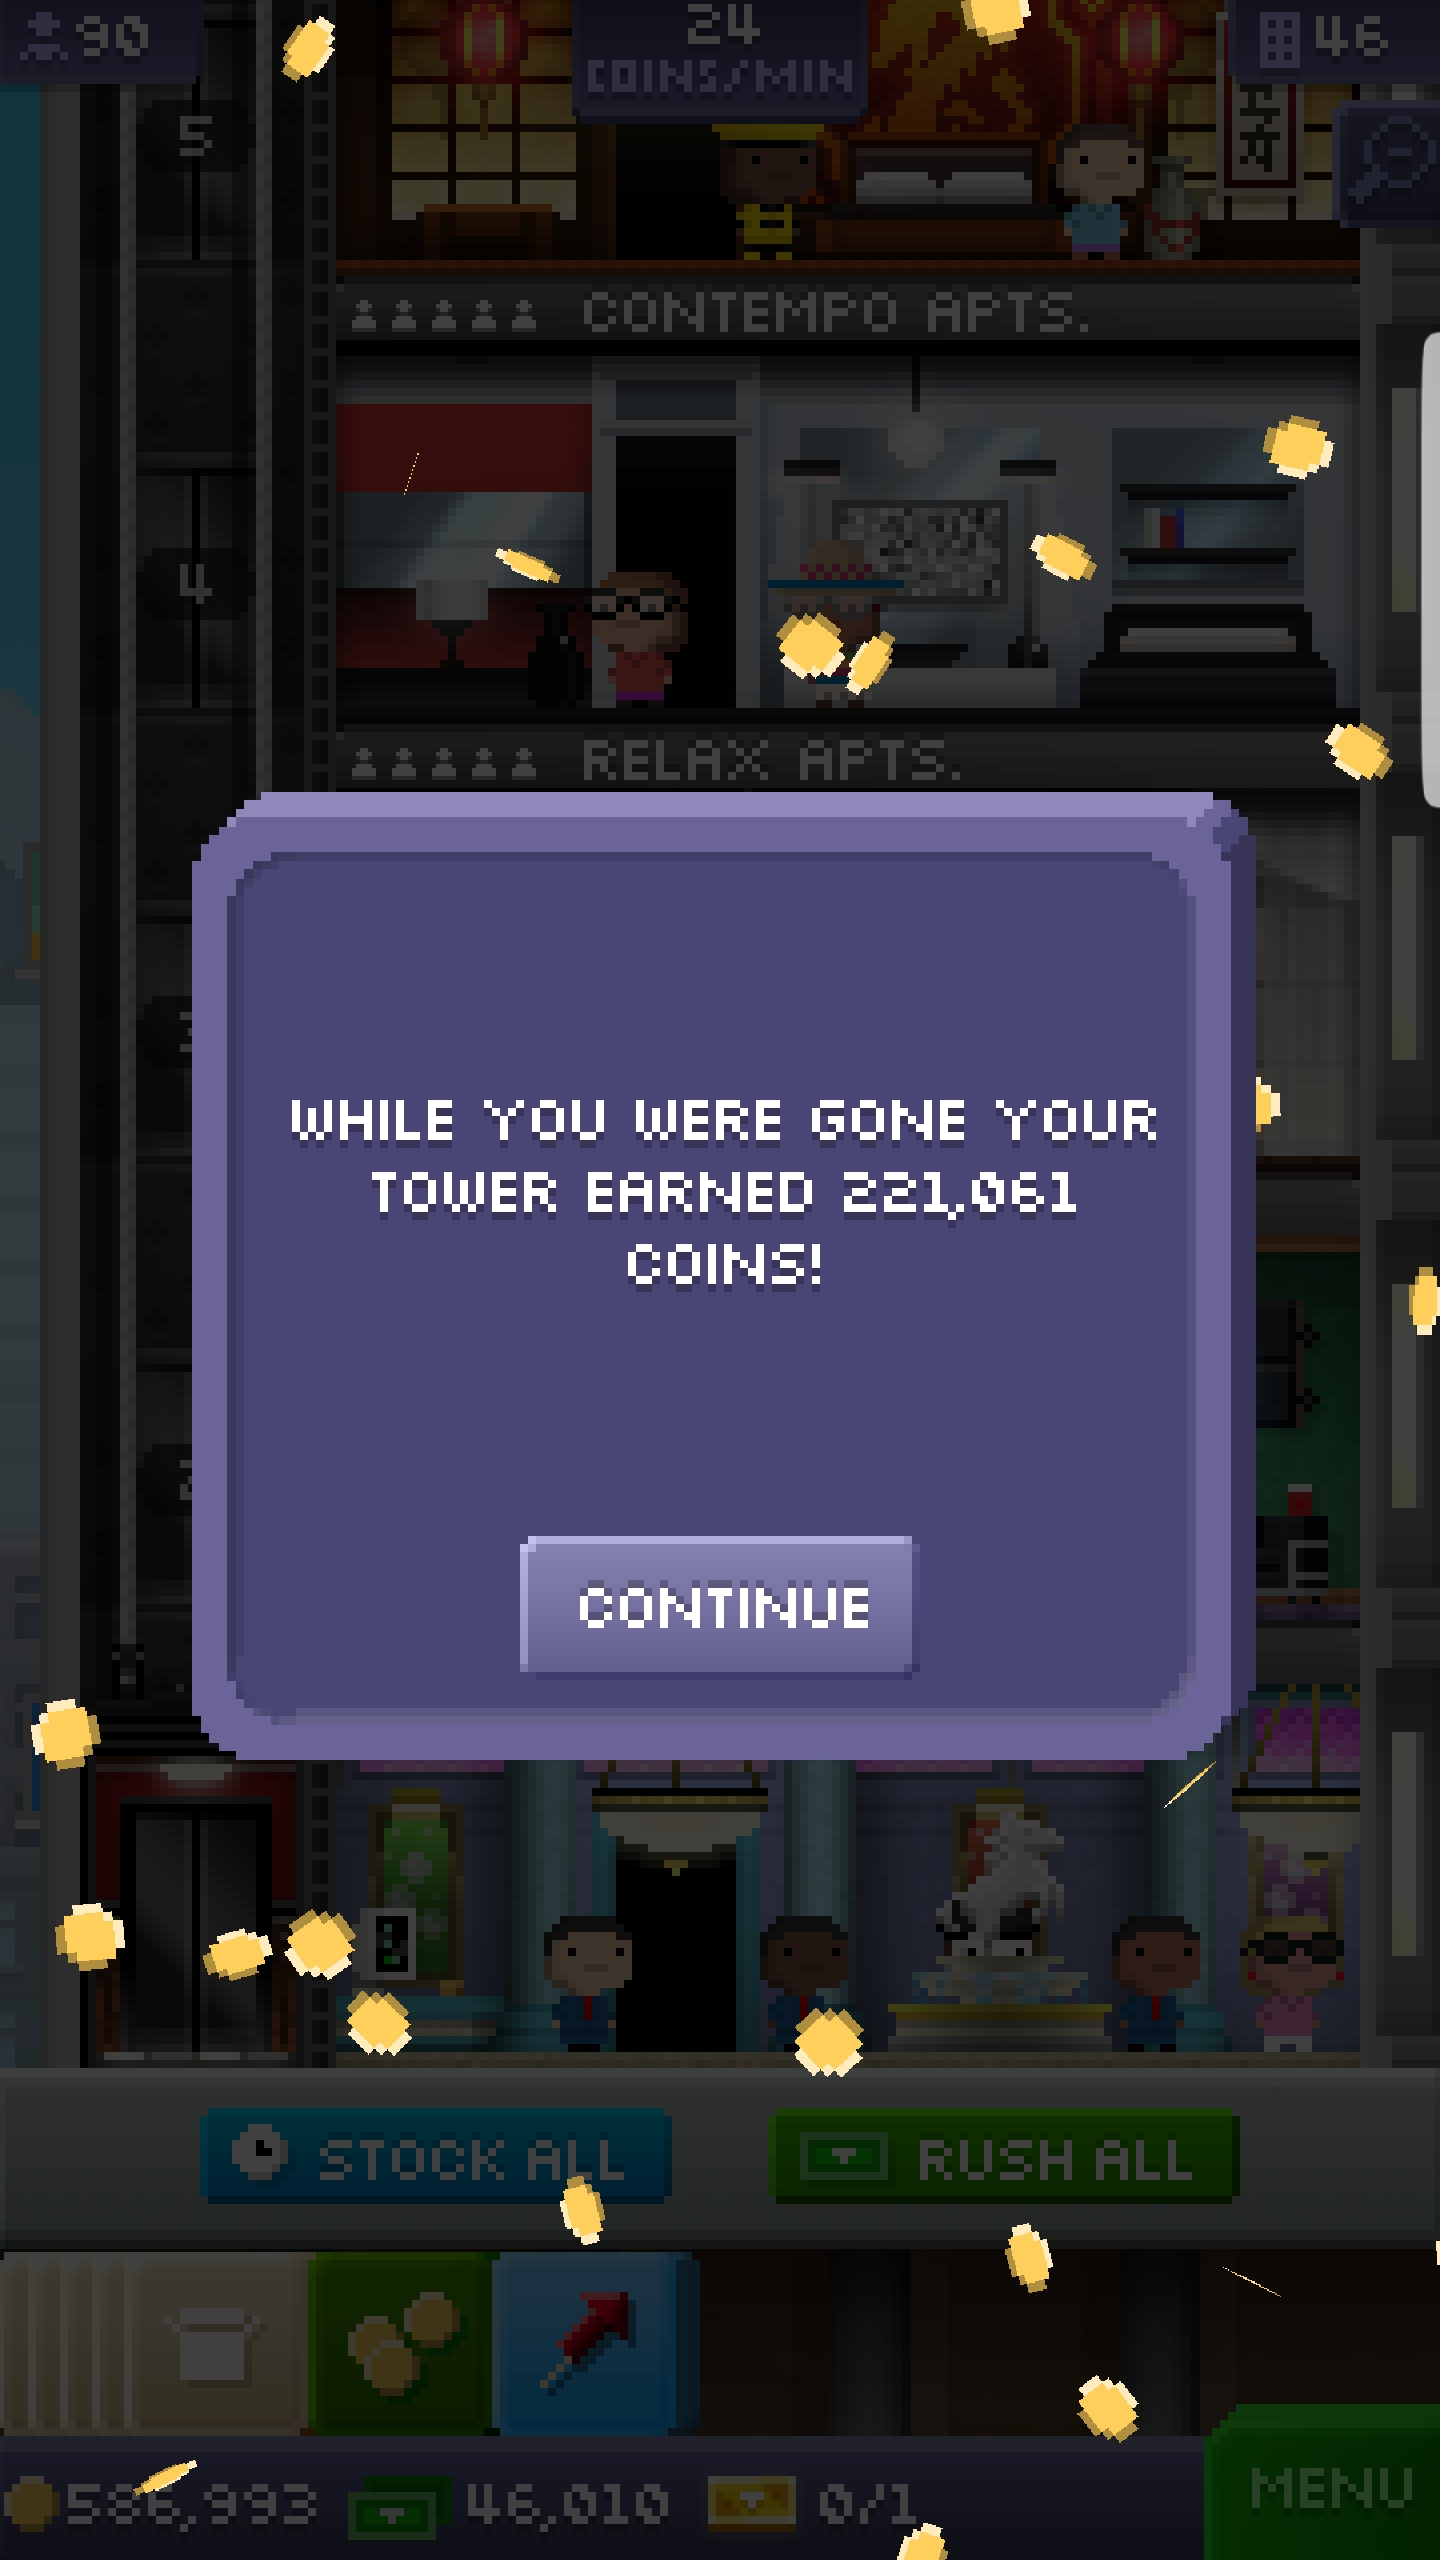 90
24
COINS/MIN
46
5
CONTEMPO APTS.
4
RELAX APTS.
WHILE YOU WERE GONE YOUR
TOWER EARNED 221,061
COINS!
CONTINUE
STOCK ALL
RUSH ALL
586,993
46,010
0/1
MENU